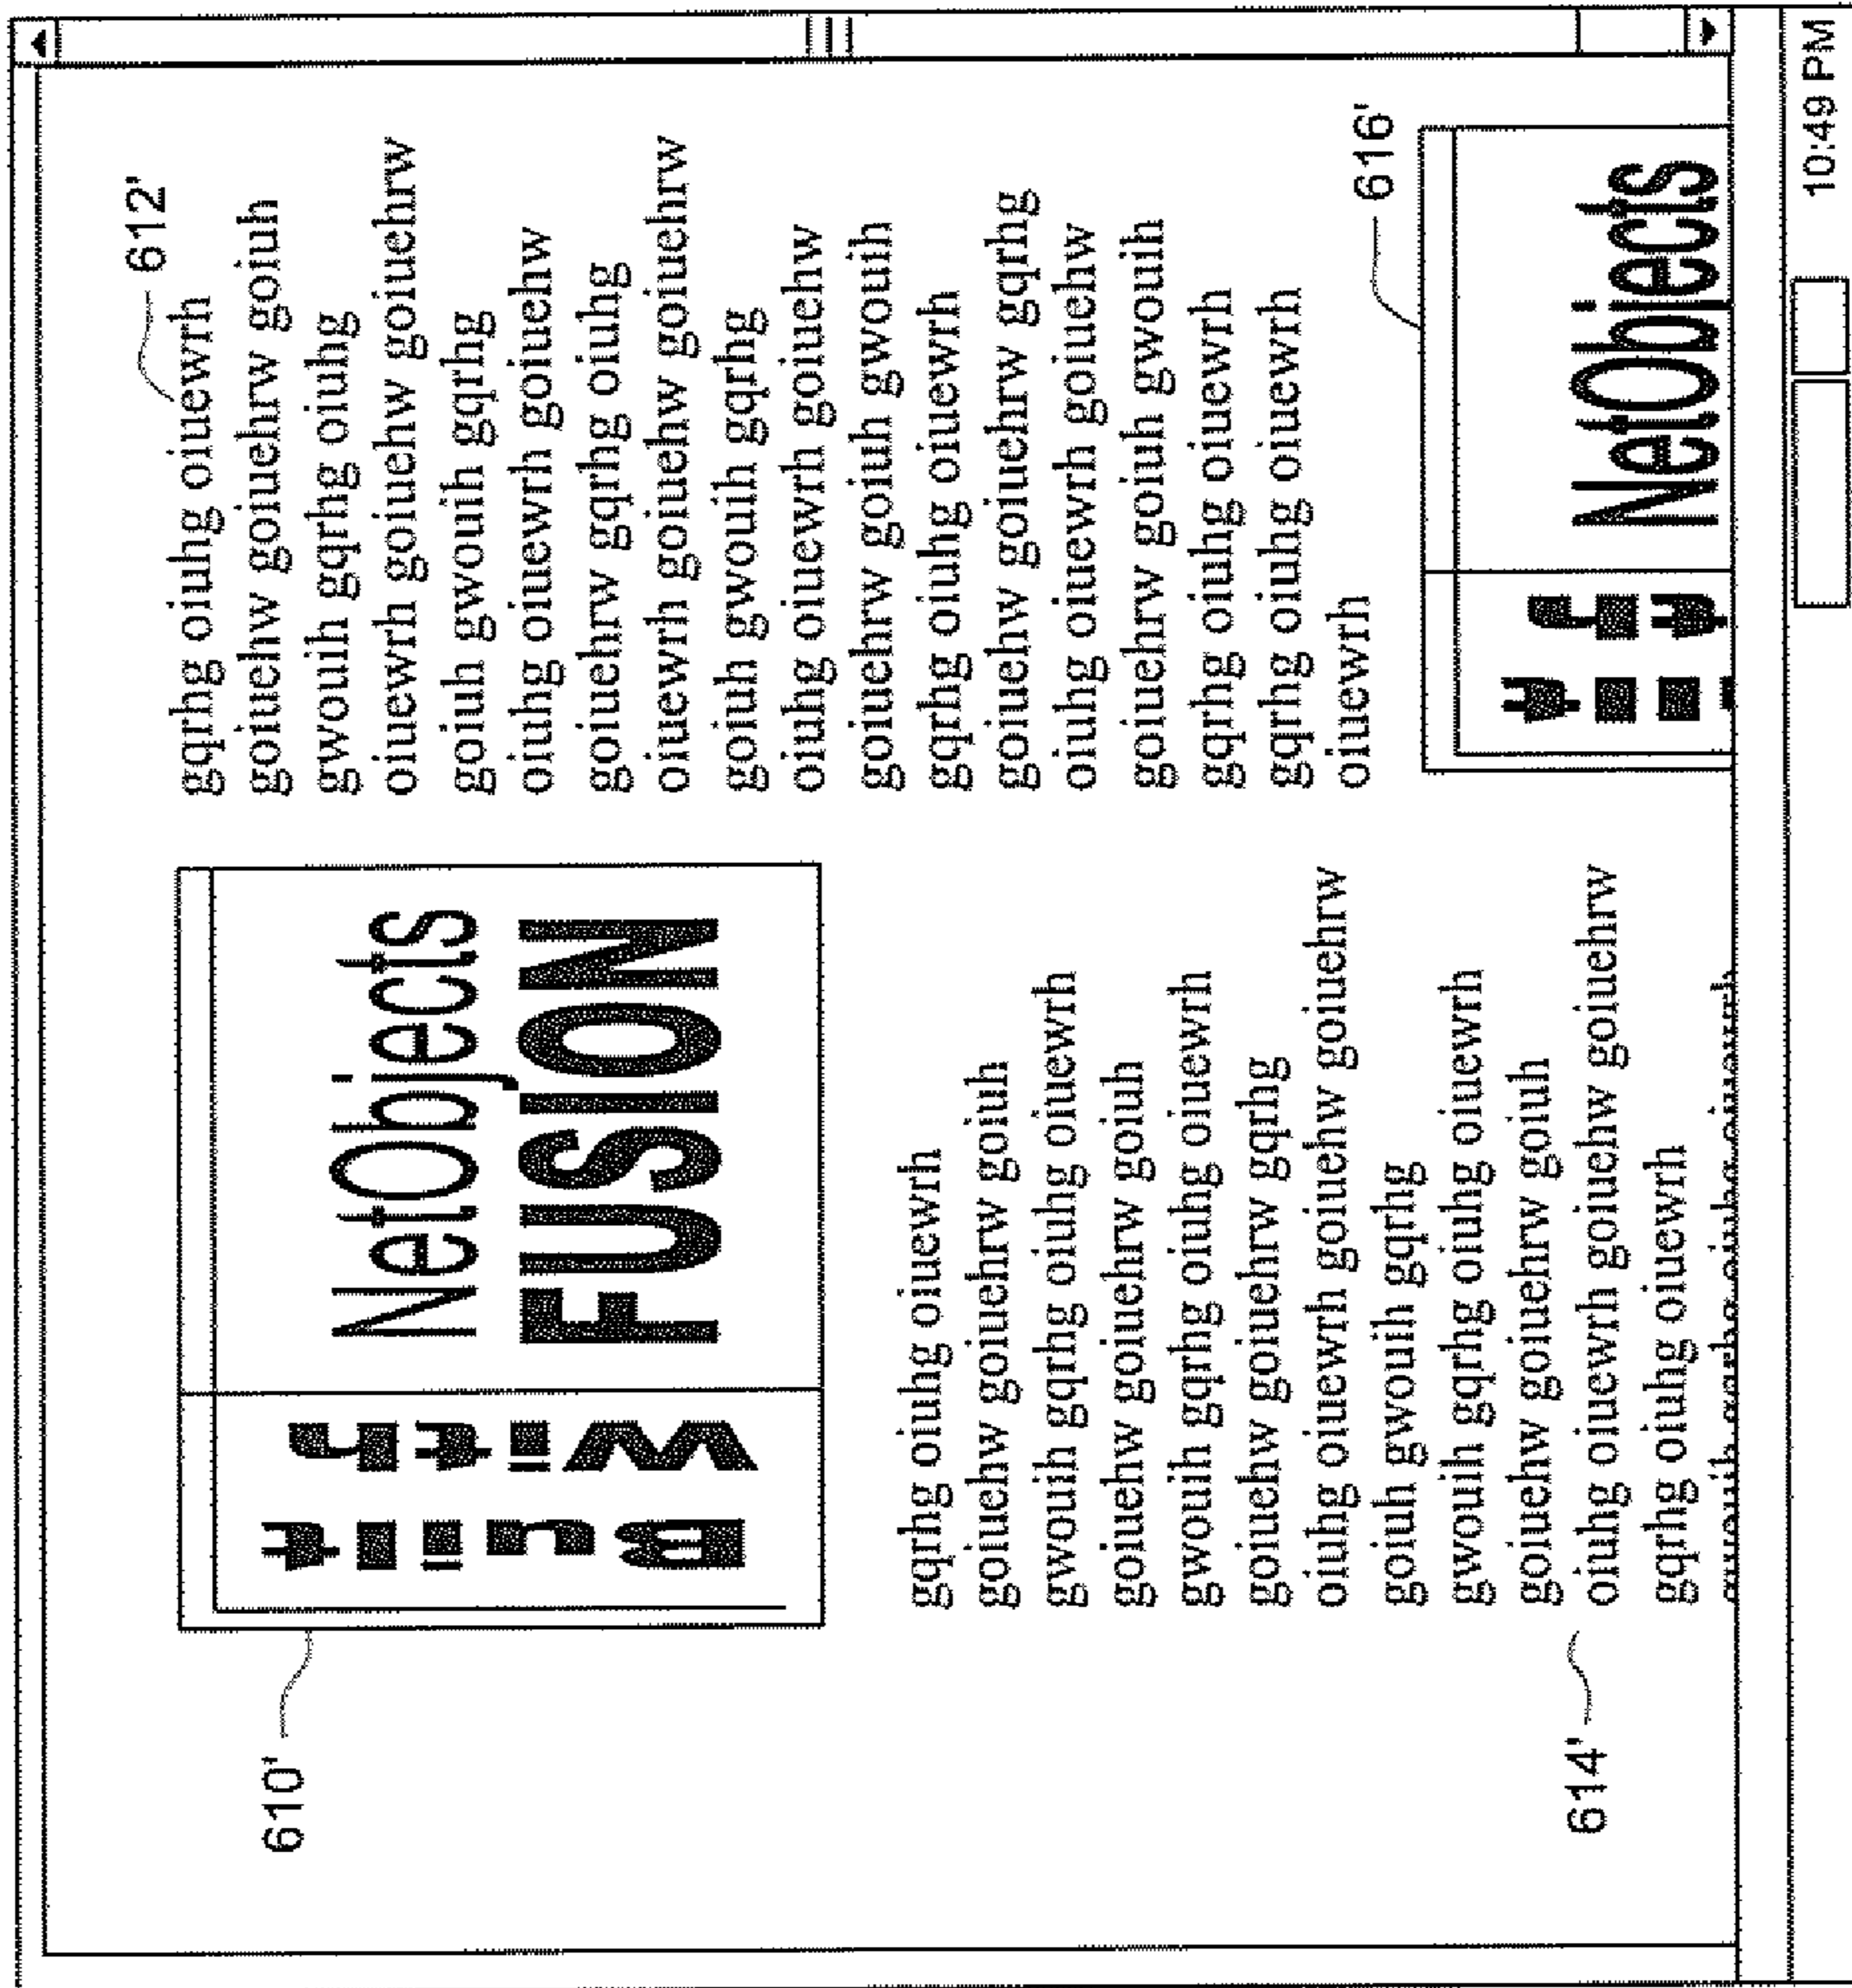 612'
610'
Built
With
NetObjects
FUSION
gqrhg oiuhg oiuewrh
goiuehw goiuehrw goiuh
gwouih gqrhg oiuhg oiuewrh
goiuehw goiuehrw goiuh
gwouih gqrhg oiuhg oiuewrh
goiuehw goiuehrw gqrhg
oiuhg oiuewrh goiuehw goiuehrw
goiuh gwouih gqrhg
gwouih gqrhg oiuhg oiuewrh
goiuehw goiuehrw goiuh
oiuhg oiuewrh goiuehw goiuehrw
gqrhg oiuhg oiuewrh
gwouih gqrhg oiuhg oiuewrh
614'
gqrhg oiuhg oiuewrh
goiuehw goiuehrw goiuh
gwouih gqrhg oiuhg
oiuewrh goiuehw goiuehrw
goiuh gwouih gqrhg
oiuhg oiuewrh goiuehw
goiuehrw gqrhg oiuhg
oiuewrh goiuehw goiuehrw
goiuh gwouih gqrhg
oiuhg oiuewrh goiuehw
goiuehrw goiuh gwouih
gqrhg oiuhg oiuewrh
goiuehw goiuehrw gqrhg
oiuhg oiuewrh goiuehw
goiuehrw goiuh gwouih
gqrhg oiuhg oiuewrh
gqrhg oiuhg oiuewrh
oiuewrh
616'
NetObjects
10:49 PM